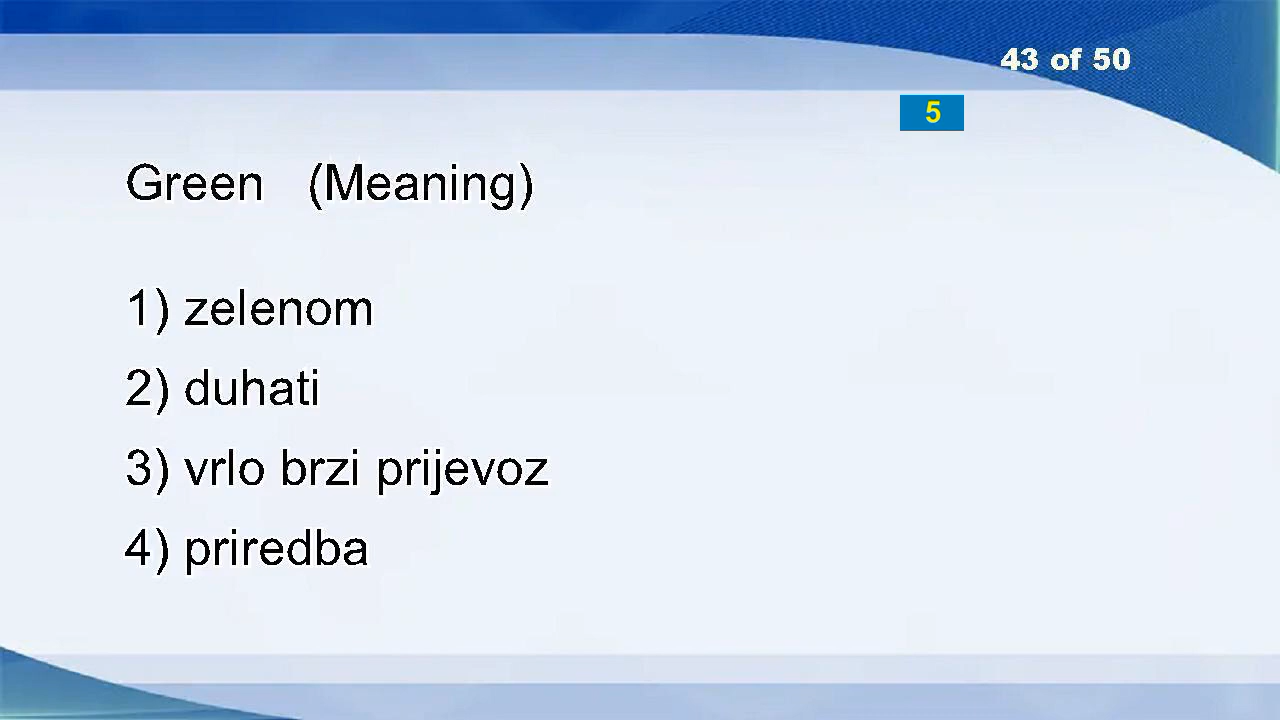 43 of 50
5
Green (Meaning)
1) zelenom
2) duhati
3) vrlo brzi prijevoz
4) priredba